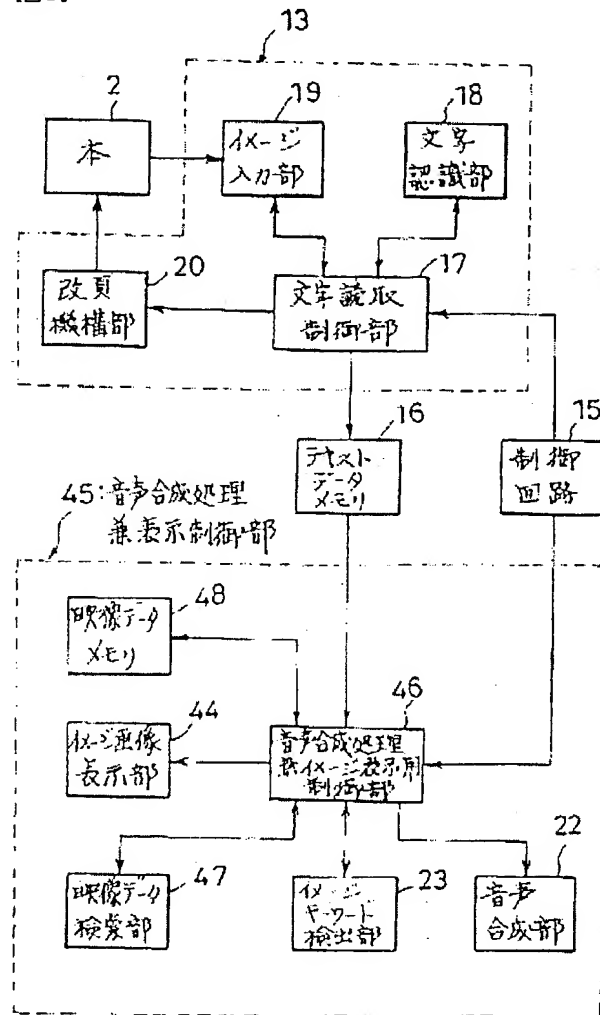 13
2
本
19
イメージ
入力部
18
文字
認識部
20
改頁
機構部
17
文字読取
制御部
16
テキスト
データ
メモリ
15
制御
回路
45:音声合成処理
兼表示制御部
48
映像データ
メモリ
44
イメージ画像
表示部
46
音声合成処理
兼イメージ表示用
制御部
47
映像データ
検索部
23
イメージ
キーワード
検出部
22
音声
合成部